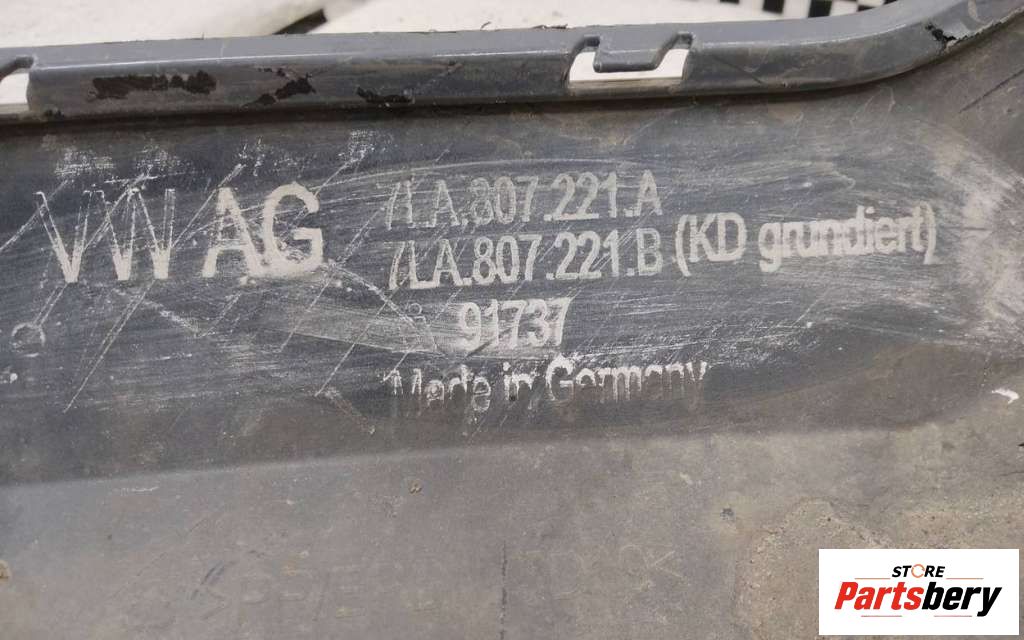 VW AG
7LA.807.221.A
7LA.807.221.B (KD grundiert)
91737
Made in Germany
STORE
Partsbery